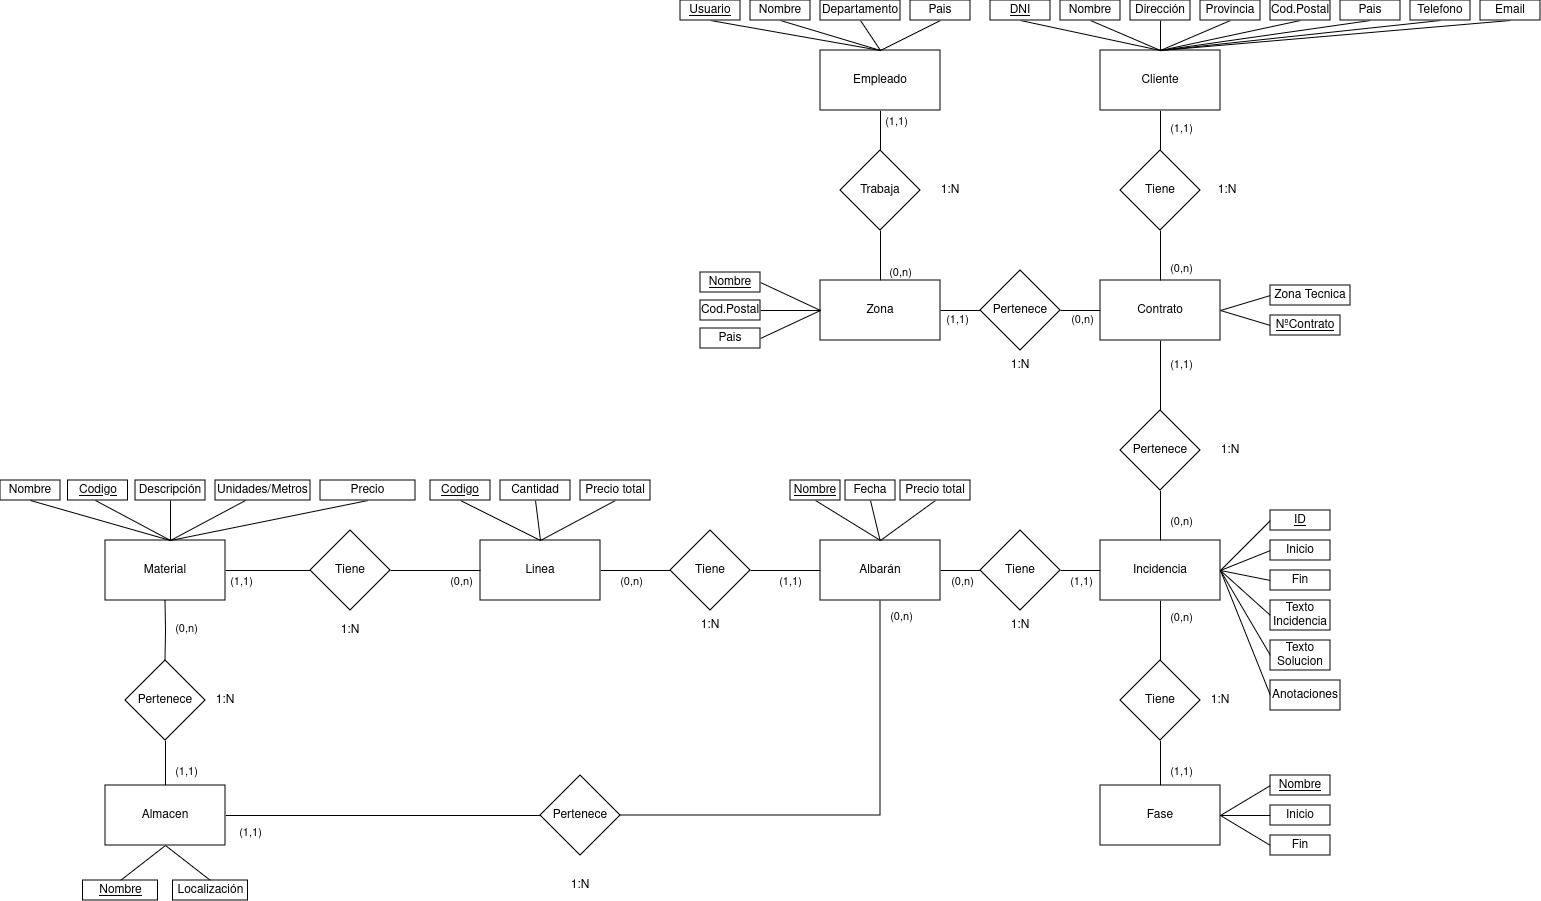 Usuario
Nombre
Departamento
Pais
DNI
Nombre
Dirección
Provincia
Cod.Postal
Pais
Telefono
Email
Empleado
Cliente
(1,1)
(1,1)
Trabaja
1:N
Tiene
1:N
(0,n)
(0,n)
Nombre
Cod.Postal
Pais
Zona
(1,1)
Pertenece
(0,n)
1:N
Contrato
Zona Tecnica
NºContrato
(1,1)
Pertenece
1:N
(0,n)
Nombre
Codigo
Descripción
Unidades/Metros
Precio
Codigo
Cantidad
Precio total
Nombre
Fecha
Precio total
Material
(1,1)
Tiene
1:N
(0,n)
Linea
(0,n)
Tiene
1:N
(1,1)
Albarán
(0,n)
Tiene
1:N
(1,1)
Incidencia
ID
Inicio
Fin
Texto
Incidencia
Texto
Solucion
Anotaciones
(0,n)
(0,n)
(0,n)
Pertenece
1:N
Tiene
1:N
(1,1)
(1,1)
Almacen
(1,1)
Pertenece
1:N
Fase
Nombre
Inicio
Fin
Nombre
Localización